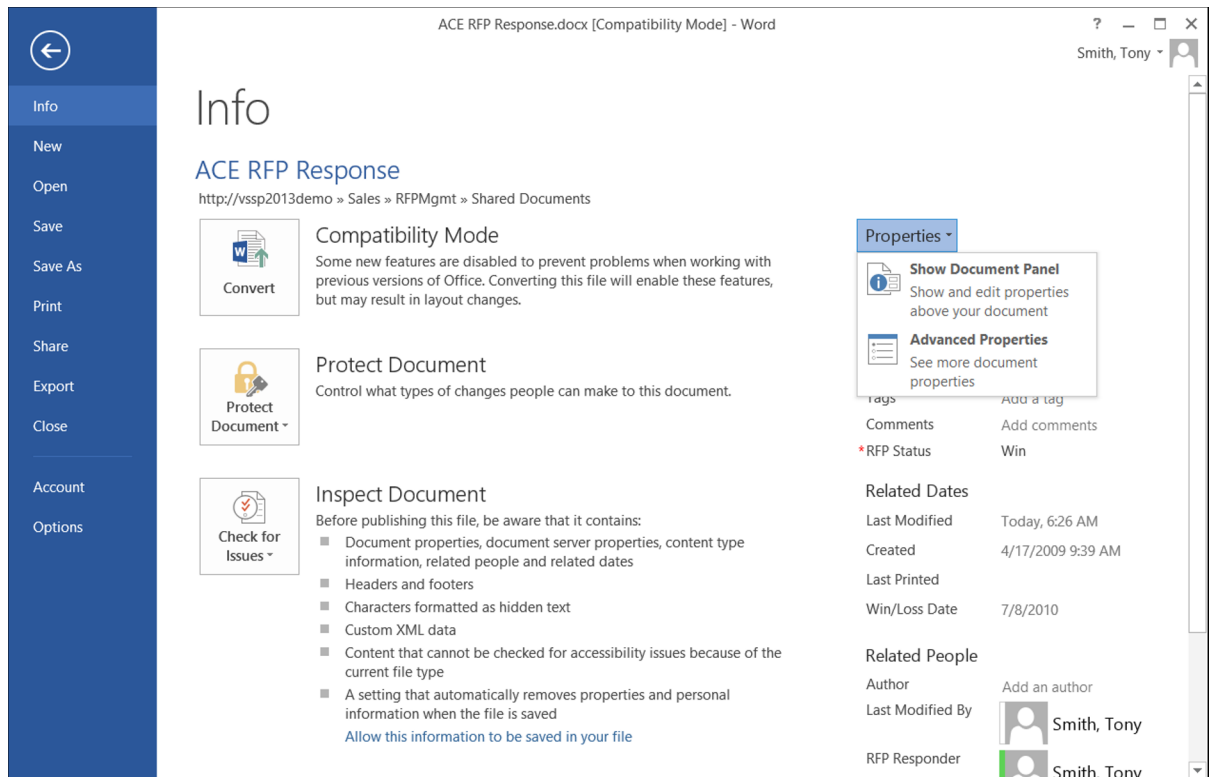 ACE RFP Response.docx [Compatibility Mode] - Word
?
Smith, Tony
Info
New
Open
Save
Save As
Print
Share
Export
Close
Account
Options
Info
ACE RFP Response
http://vssp2013demo » Sales » RFPMgmt » Shared Documents
Convert
Compatibility Mode
Some new features are disabled to prevent problems when working with
previous versions of Office. Converting this file will enable these features,
but may result in layout changes.
Protect
Document
Protect Document
Control what types of changes people can make to this document.
Check for
Issues
Inspect Document
Before publishing this file, be aware that it contains:
Document properties, document server properties, content type
information, related people and related dates
Headers and footers
Characters formatted as hidden text
Custom XML data
Content that cannot be checked for accessibility issues because of the
current file type
A setting that automatically removes properties and personal
information when the file is saved
Allow this information to be saved in your file
Properties
Show Document Panel
Show and edit properties
above your document
Advanced Properties
See more document
properties
Tags Add a tag
Comments Add comments
*RFP Status Win
Related Dates
Last Modified Today, 6:26 AM
Created 4/17/2009 9:39 AM
Last Printed
Win/Loss Date 7/8/2010
Related People
Author Add an author
Last Modified By Smith, Tony
RFP Responder Smith, Tony